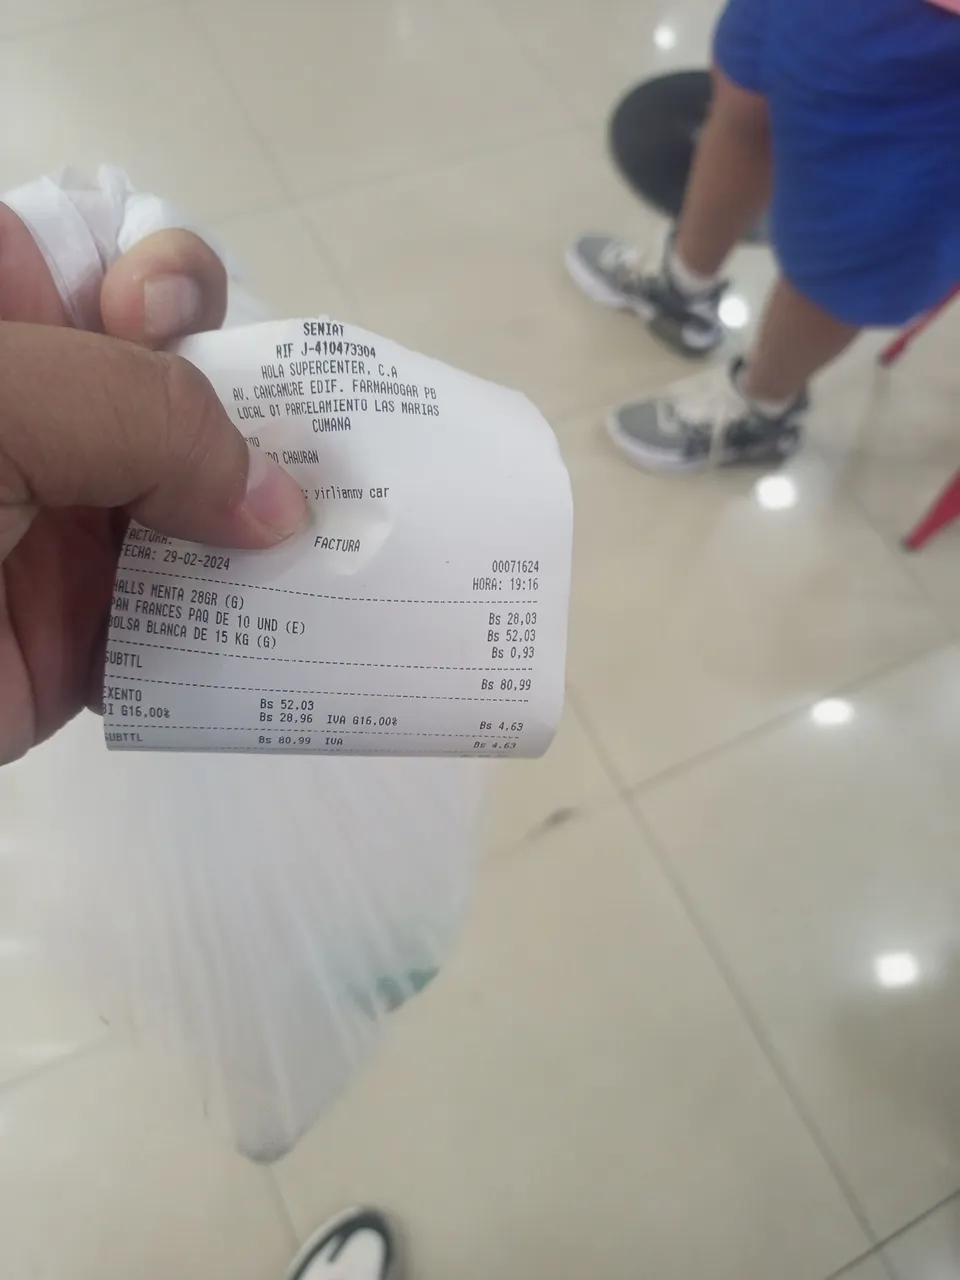 SENIAT
RIF J-410473304
HOLA SUPERCENTER, C.A
AV. CANCAMURE EDIF. FARMAHOGAR PB
LOCAL 01 PARCELAMIENTO LAS MARIAS
CUMANA
CHAURAN
: yirlianny car
FACTURA
FACTURA: 00071624
FECHA: 29-02-2024 HORA: 19:16
HALLS MENTA 28GR (G) Bs 28,03
PAN FRANCES PAQ DE 10 UND (E) Bs 52,03
BOLSA BLANCA DE 15 KG (G) Bs 0,93
SUBTTL Bs 80,99
EXENTO Bs 52,03
BI G16,00% Bs 28,96 IVA G16,00% Bs 4,63
SUBTTL Bs 80,99 IVA Bs 4,63